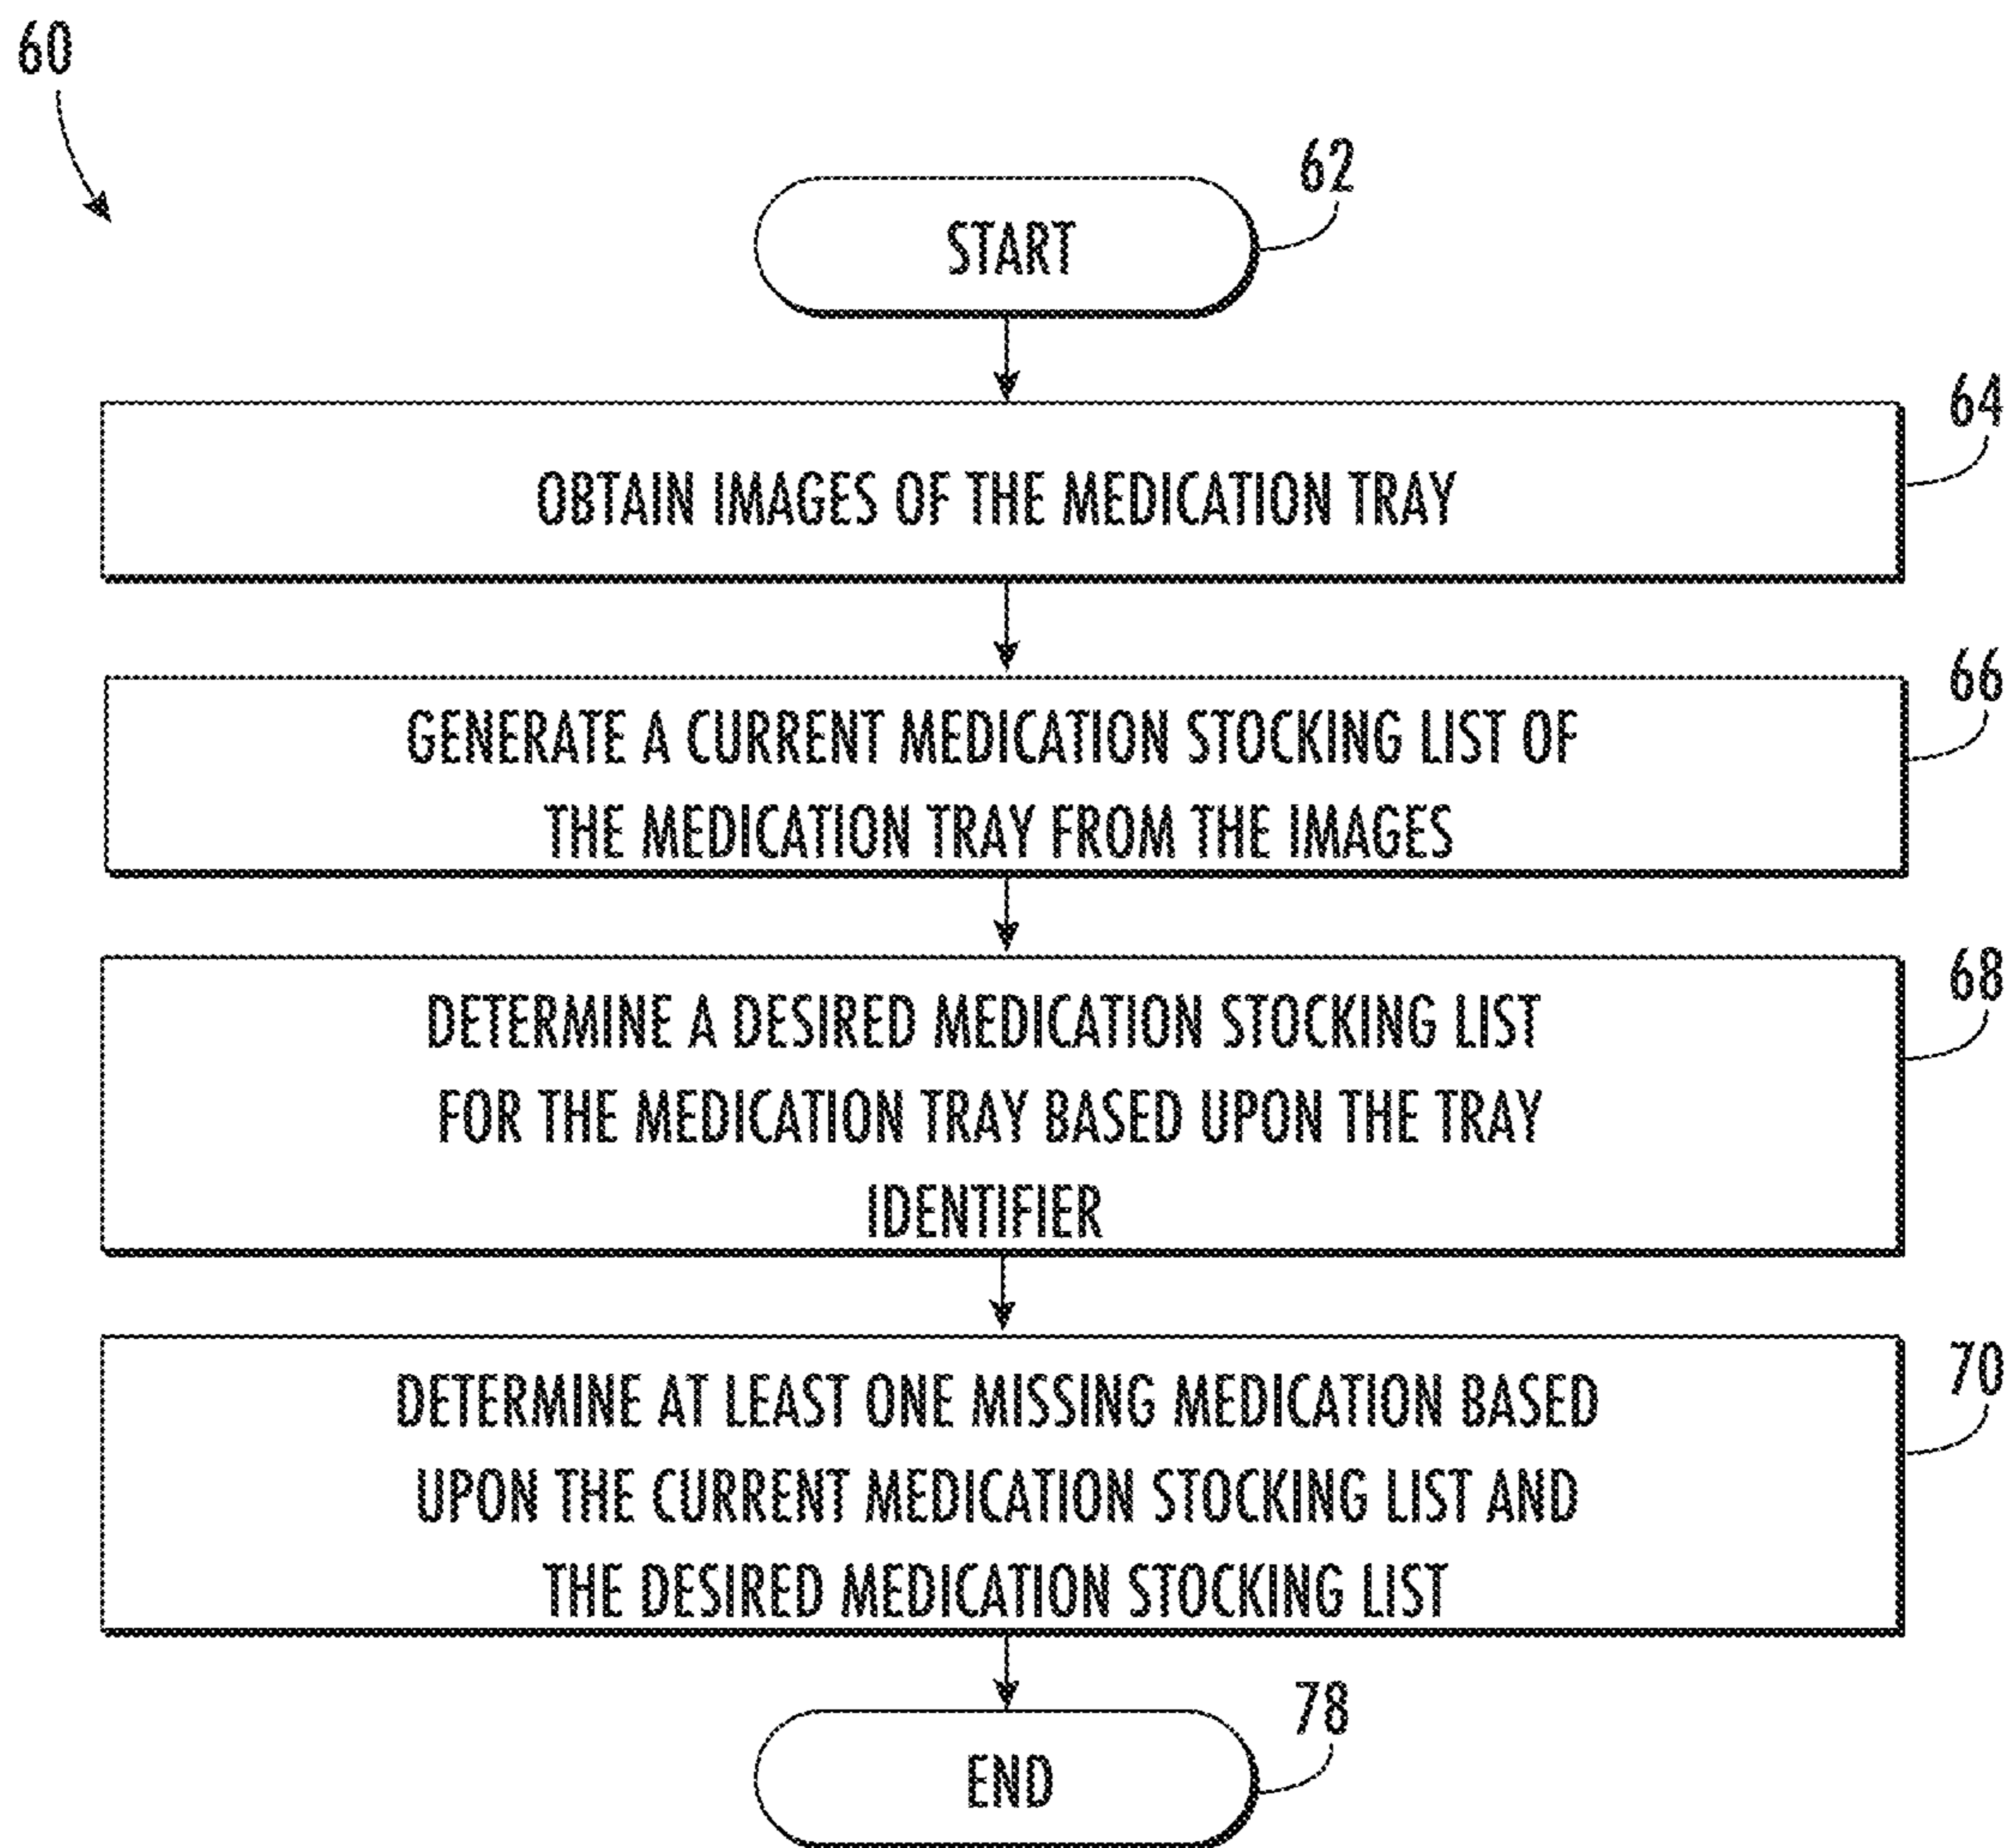 60
62
START
64
OBTAIN IMAGES OF THE MEDICATION TRAY
66
GENERATE A CURRENT MEDICATION STOCKING LIST OF
THE MEDICATION TRAY FROM THE IMAGES
68
DETERMINE A DESIRED MEDICATION STOCKING LIST
FOR THE MEDICATION TRAY BASED UPON THE TRAY
IDENTIFIER
70
DETERMINE AT LEAST ONE MISSING MEDICATION BASED
UPON THE CURRENT MEDICATION STOCKING LIST AND
THE DESIRED MEDICATION STOCKING LIST
78
END